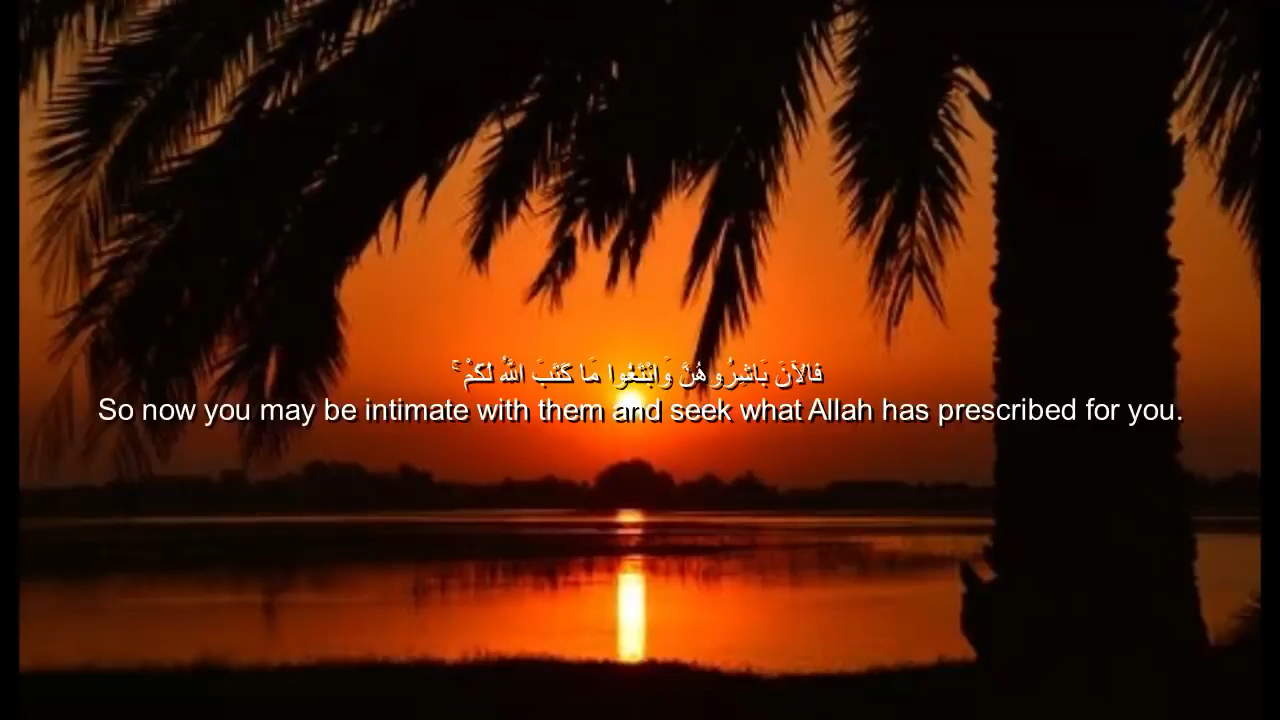 فَالْآنَ بَاشِرُوهُنَّ وَابْتَغُوا مَا كَتَبَ اللَّهُ لَكُمْ ۚ
So now you may be intimate with them and seek what Allah has prescribed for you.